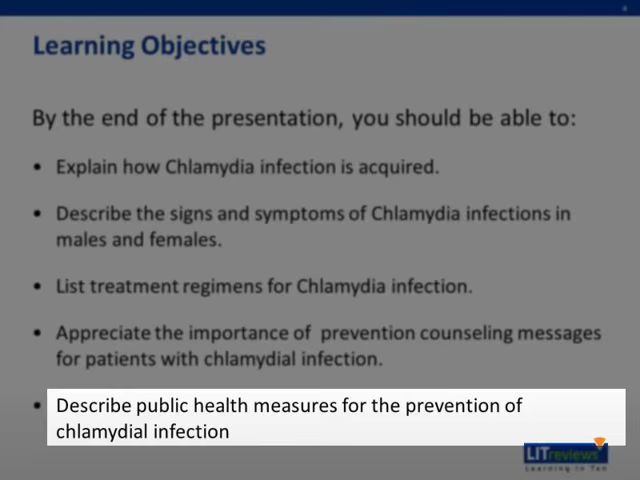 Learning Objectives
By the end of the presentation, you should be able to:
• Explain how Chlamydia infection is acquired.
• Describe the signs and symptoms of Chlamydia infections in
males and females.
• List treatment regimens for Chlamydia infection.
• Appreciate the importance of prevention counseling messages
for patients with chlamydial infection.
• Describe public health measures for the prevention of
chlamydial infection
LITreviews
Learning In Ten